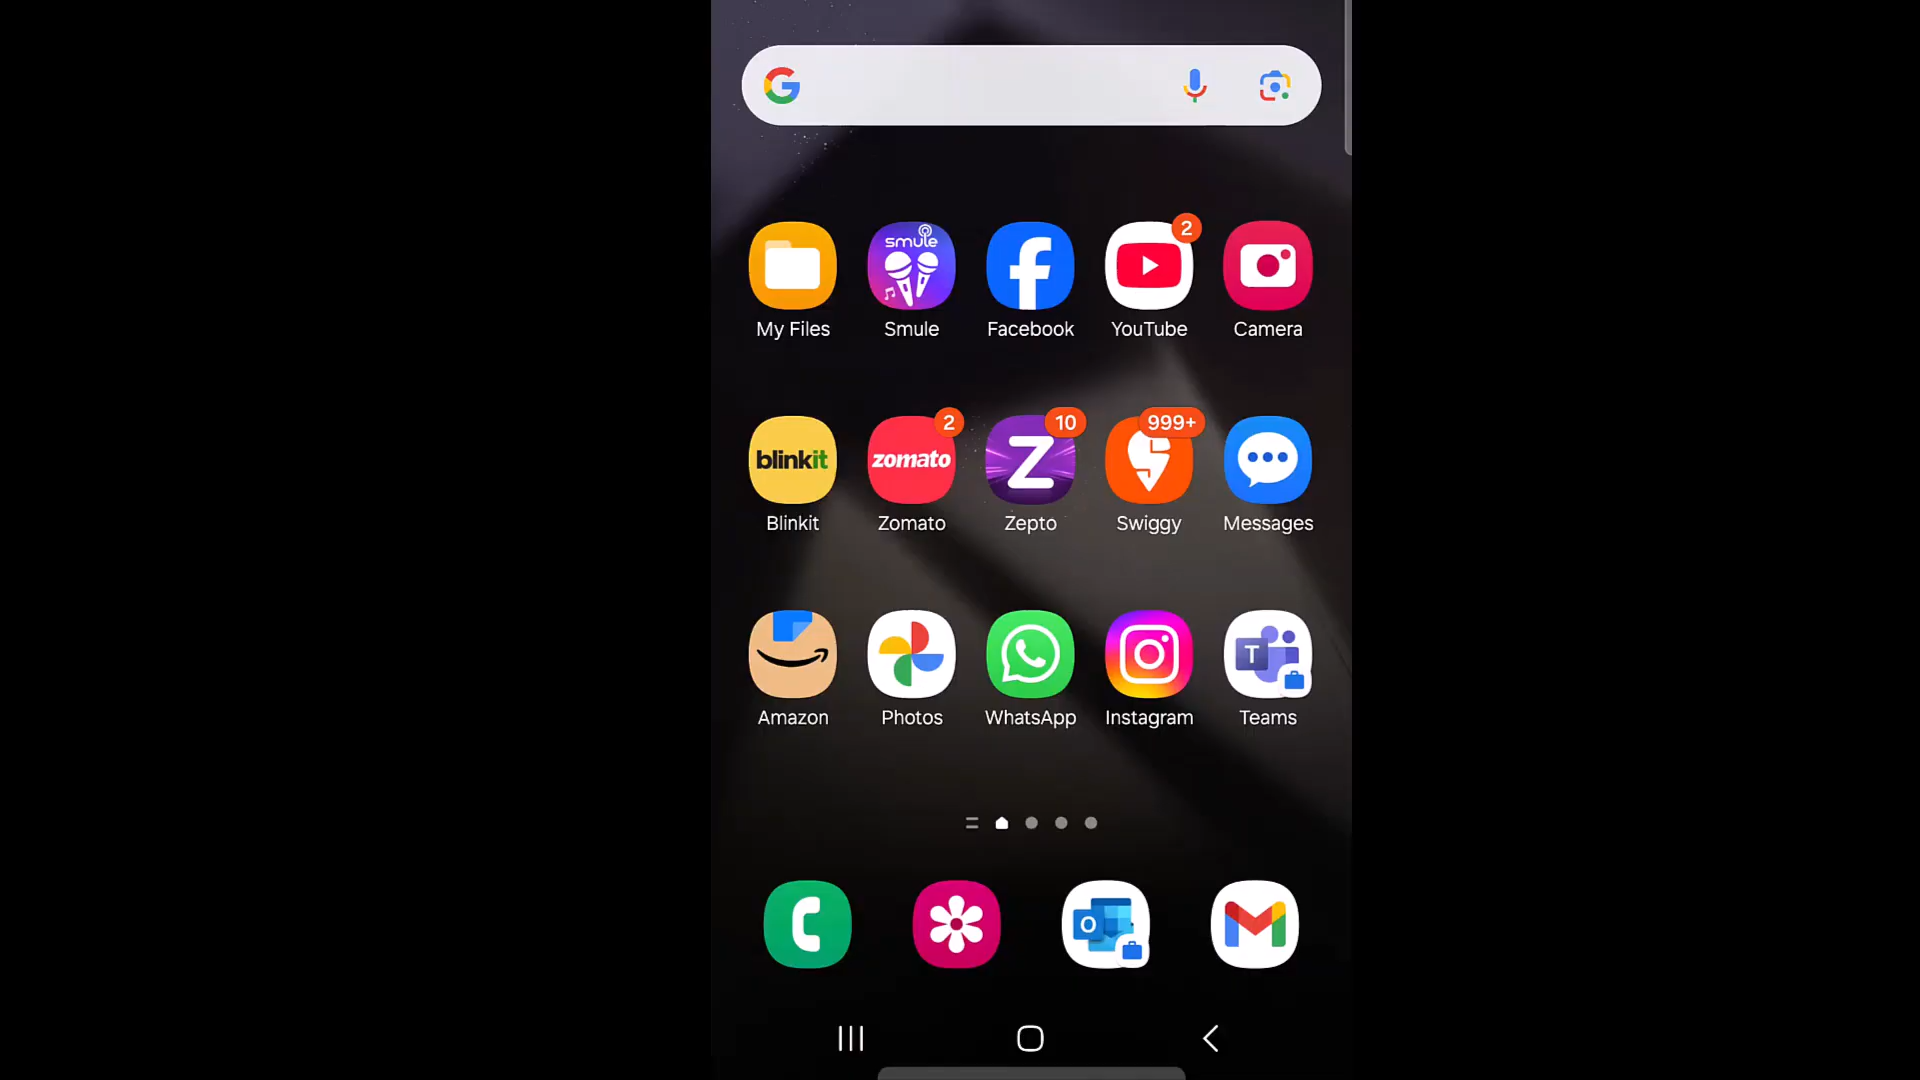 2
smule
My Files Smule Facebook YouTube Camera
2 10 999+
blinkit zomato Z
Blinkit Zomato Zepto Swiggy Messages
T
Amazon Photos WhatsApp Instagram Teams
O